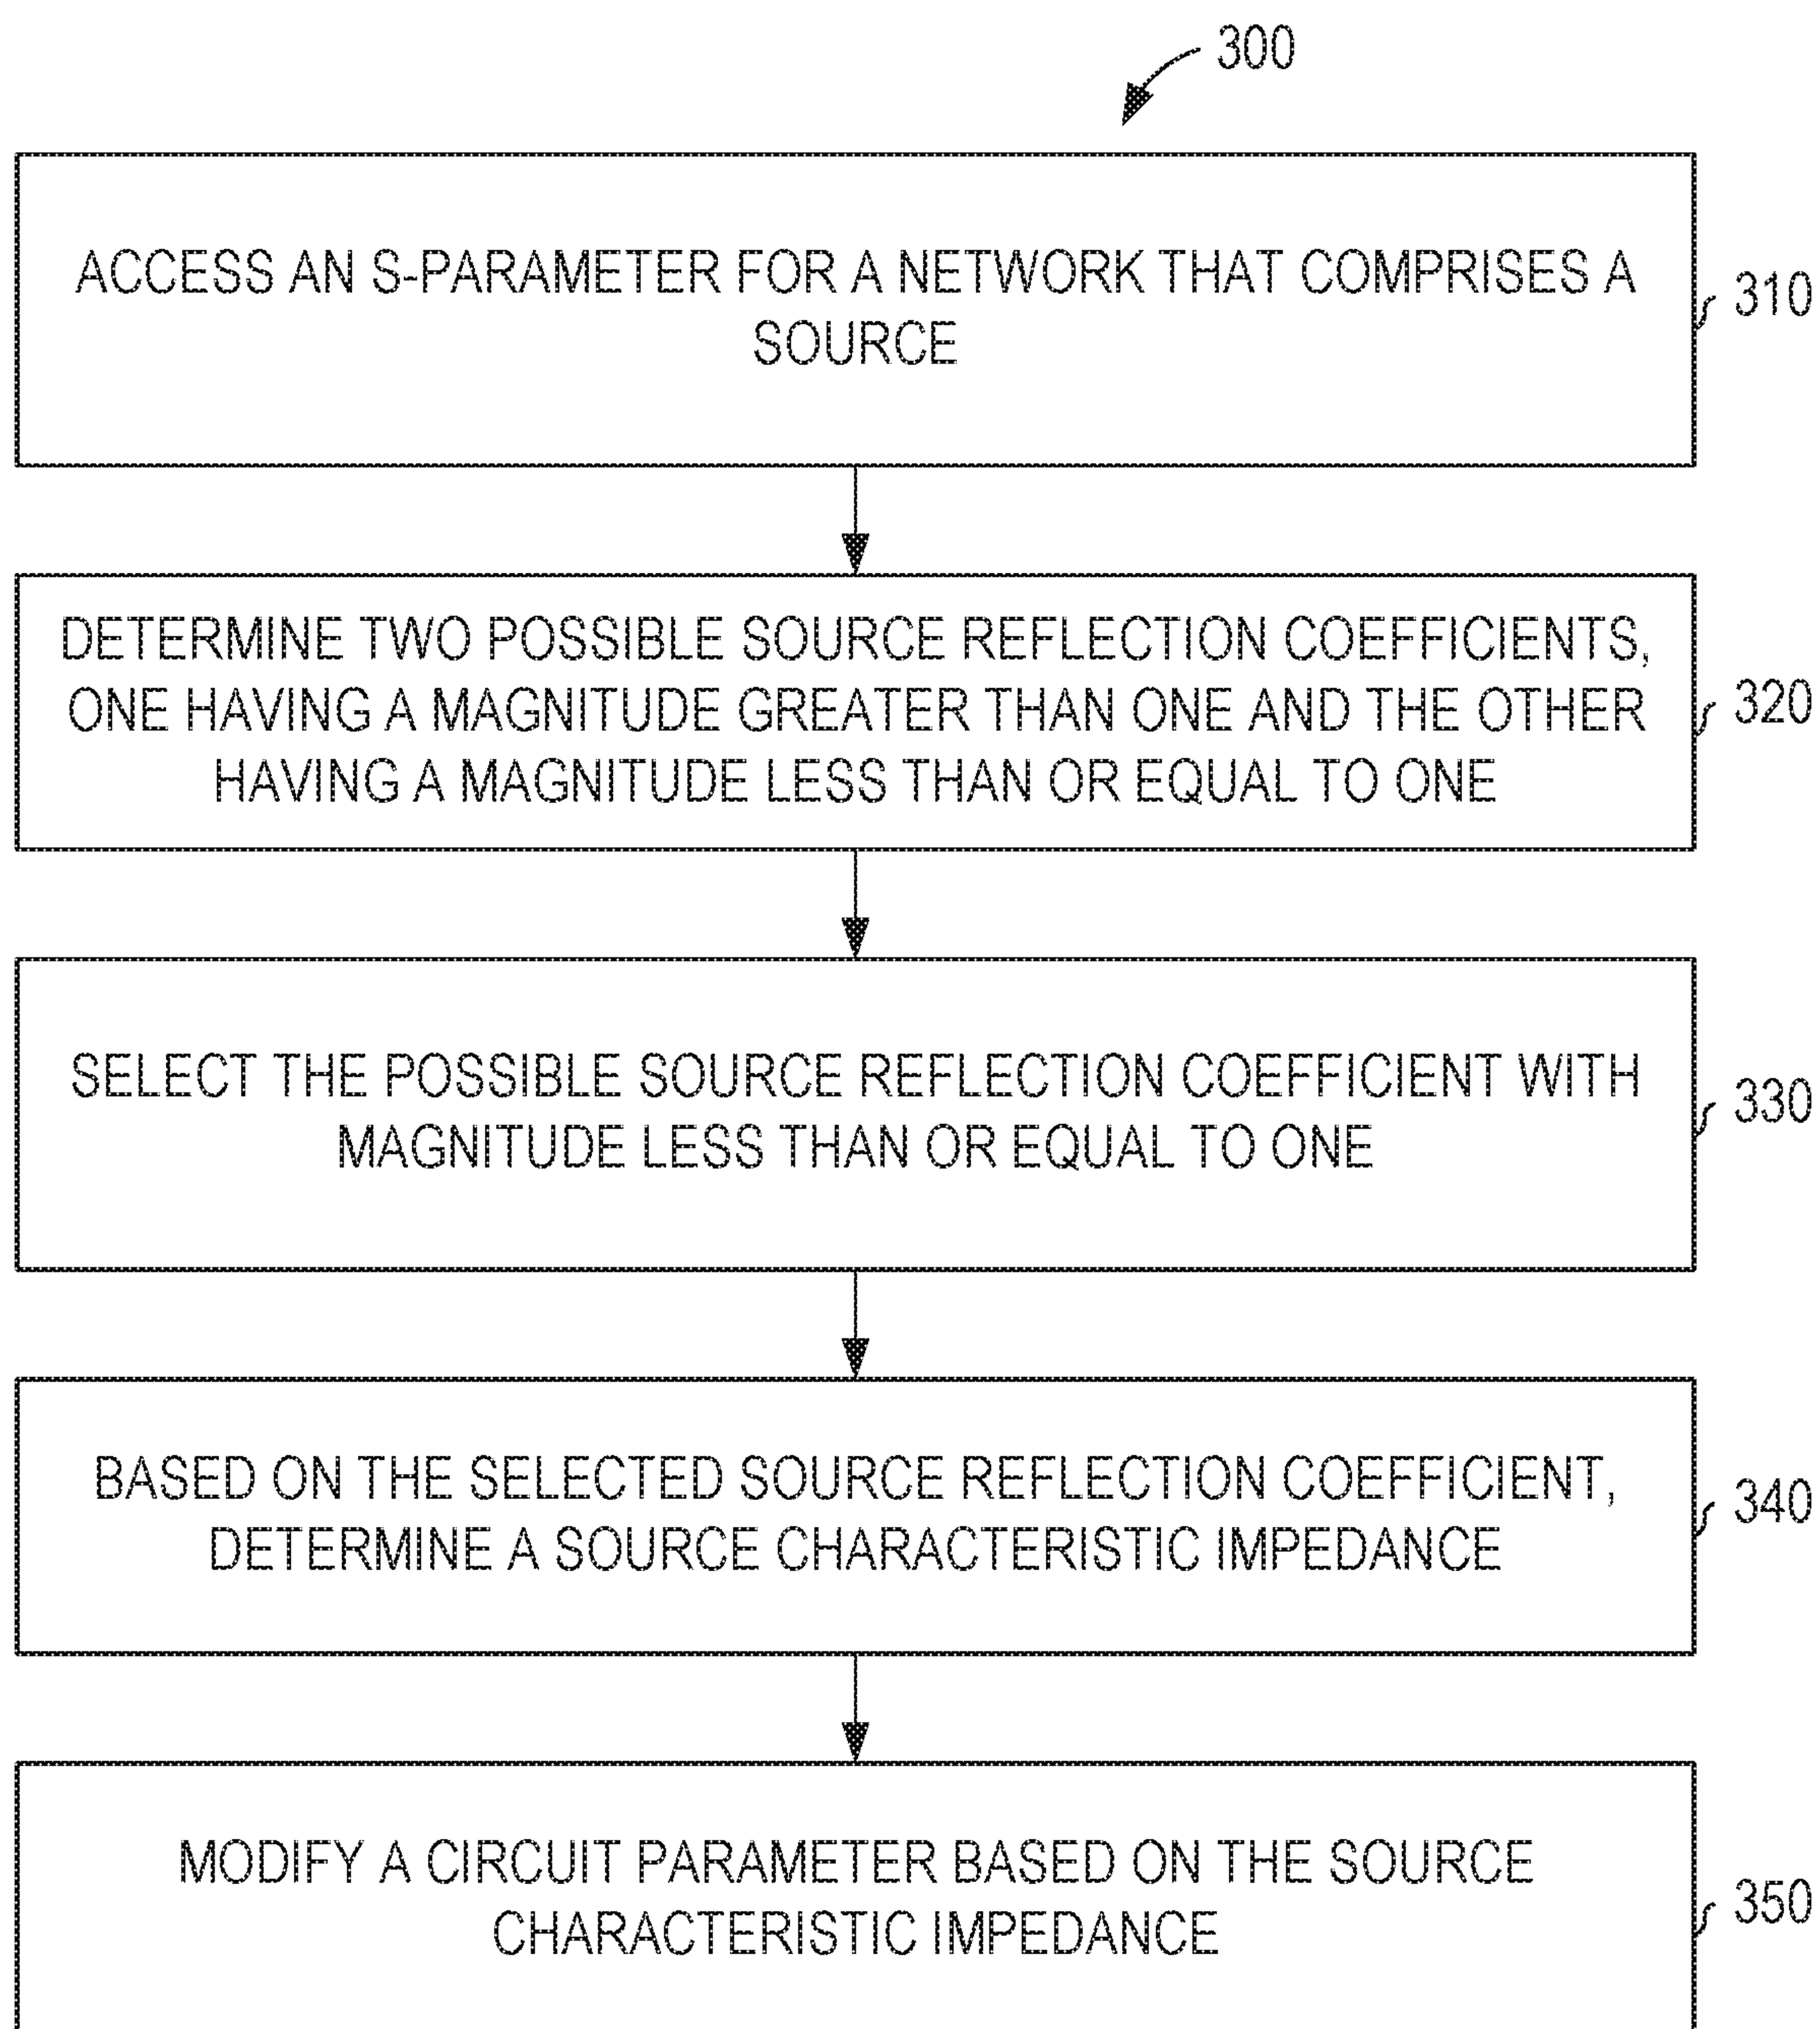 300
ACCESS AN S-PARAMETER FOR A NETWORK THAT COMPRISES A
SOURCE
310
DETERMINE TWO POSSIBLE SOURCE REFLECTION COEFFICIENTS,
ONE HAVING A MAGNITUDE GREATER THAN ONE AND THE OTHER
HAVING A MAGNITUDE LESS THAN OR EQUAL TO ONE
320
SELECT THE POSSIBLE SOURCE REFLECTION COEFFICIENT WITH
MAGNITUDE LESS THAN OR EQUAL TO ONE
330
BASED ON THE SELECTED SOURCE REFLECTION COEFFICIENT,
DETERMINE A SOURCE CHARACTERISTIC IMPEDANCE
340
MODIFY A CIRCUIT PARAMETER BASED ON THE SOURCE
CHARACTERISTIC IMPEDANCE
350